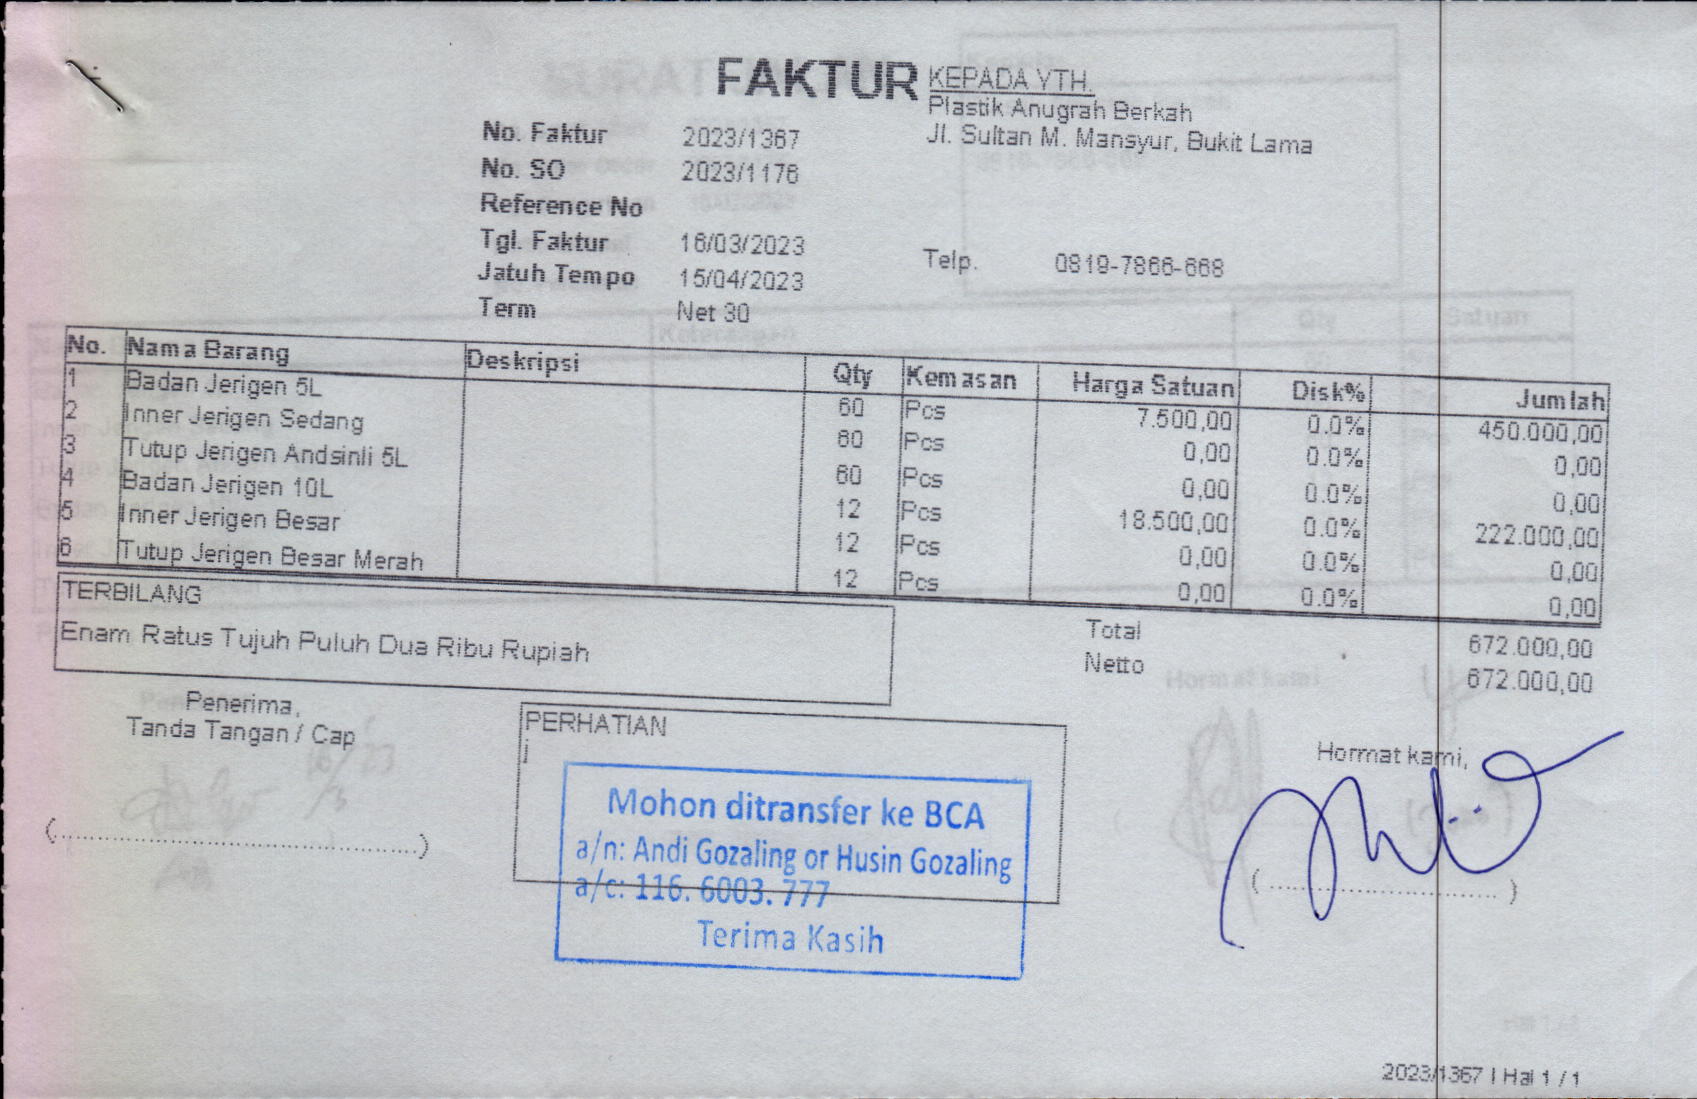 FAKTUR
KEPADA YTH.
Plastik Anugrah Berkah
Jl. Sultan M. Mansyur, Bukit Lama
No. Faktur 2023/1367
No. SO 2023/1176
Reference No
Tgl. Faktur 16/03/2023
Telp. 0819-7866-668
Jatuh Tempo 15/04/2023
Term Net 30
No. Nama Barang Deskripsi Qty Kemasan Harga Satuan Disk% Jumlah
1 Badan Jerigen 5L 60 Pcs 7.500,00 0.0% 450.000,00
2 Inner Jerigen Sedang 60 Pcs 0,00 0.0% 0,00
3 Tutup Jerigen Andsinli 5L 60 Pcs 0,00 0.0% 0,00
4 Badan Jerigen 10L 12 Pcs 18.500,00 0.0% 222.000,00
5 Inner Jerigen Besar 12 Pcs 0,00 0.0% 0,00
6 Tutup Jerigen Besar Merah 12 Pcs 0,00 0.0% 0,00
TERBILANG
Enam Ratus Tujuh Puluh Dua Ribu Rupiah
Total 672.000,00
Netto 672.000,00
Penerima,
Tanda Tangan / Cap
PERHATIAN
j
Mohon ditransfer ke BCA
a/n: Andi Gozaling or Husin Gozaling
a/c: 116. 6003. 777
Terima Kasih
Hormat kami,
(....................................................)
(................................)
2023/1367 | Hal 1 / 1